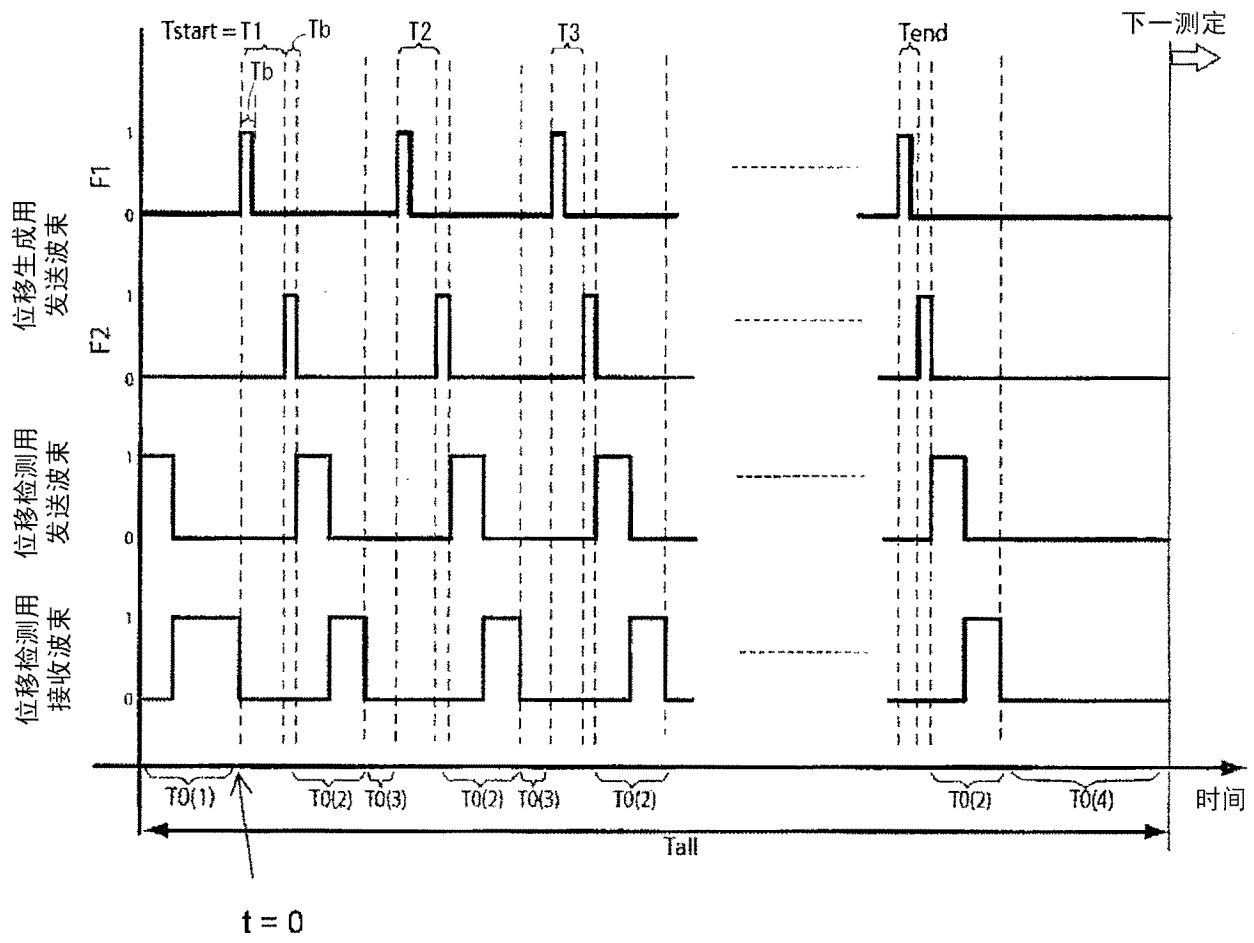 下一测定
Tstart = T1 Tb T2 T3 Tend
Tb
位移生成用
发送波束
F1
1
0
F2
1
0
位移检测用
发送波束
1
0
位移检测用
接收波束
1
0
T0(1) T0(2) T0(3) T0(2) T0(3) T0(2) T0(2) T0(4) 时间
Tall
t = 0